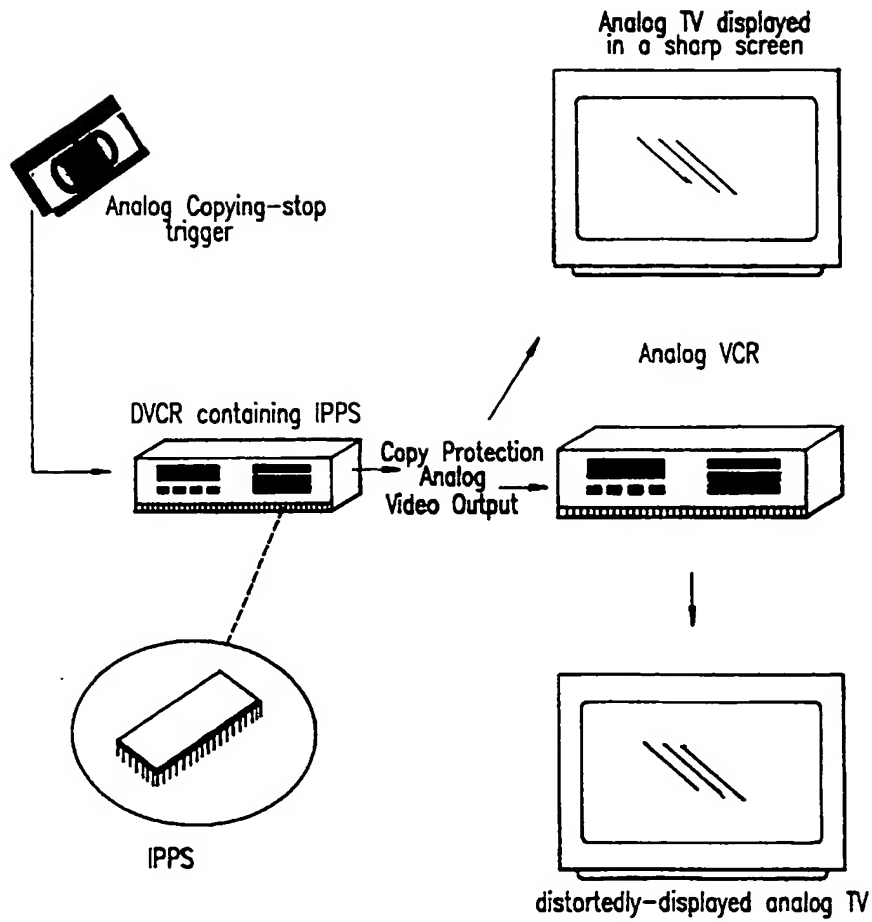 Analog TV displayed
in a sharp screen
Analog Copying-stop
trigger
Analog VCR
DVCR containing IPPS
Copy Protection
Analog
Video Output
IPPS
distortedly-displayed analog TV